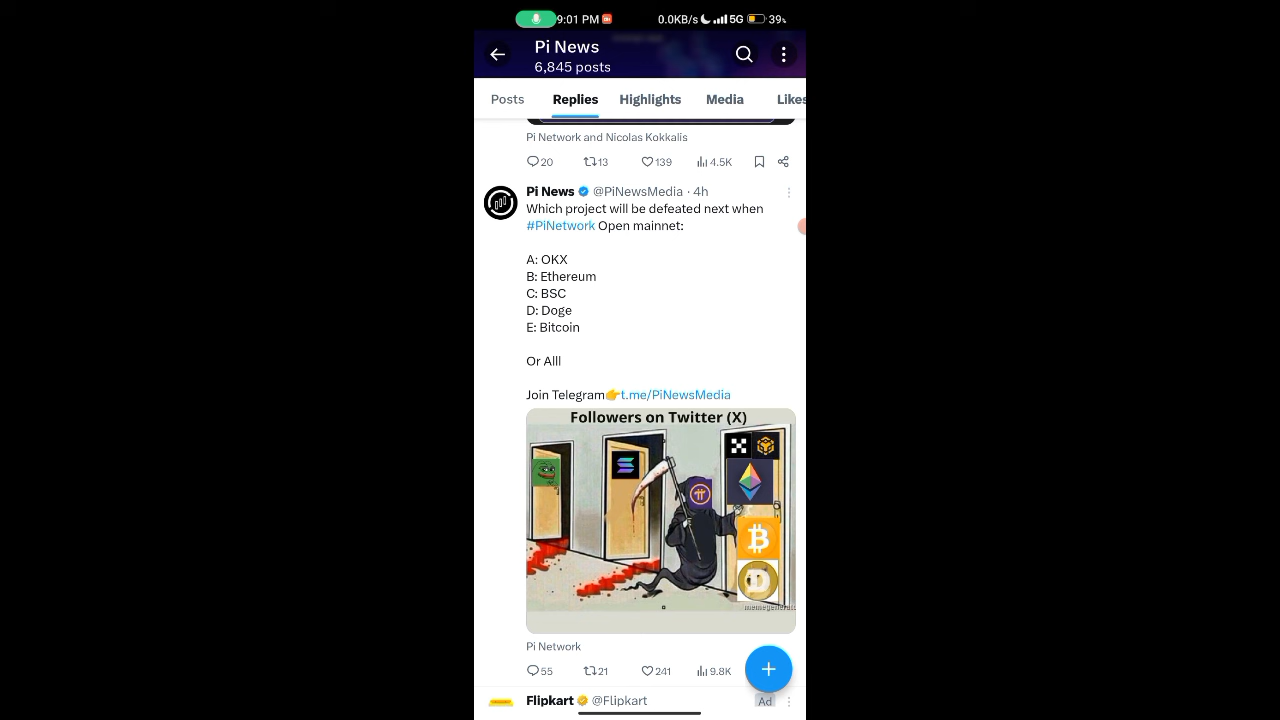 9:01 PM
0.0KB/s 5G 39%
Pi News
6,845 posts
Posts Replies Highlights Media Likes
Pi Network and Nicolas Kokkalis
20 13 139 4.5K
Pi News @PiNewsMedia · 4h
Which project will be defeated next when
#PiNetwork Open mainnet:
A: OKX
B: Ethereum
C: BSC
D: Doge
E: Bitcoin
Or Alll
Join Telegram👉t.me/PiNewsMedia
Followers on Twitter (X)
Pi Network
55 21 241 9.8K
Flipkart @Flipkart Ad